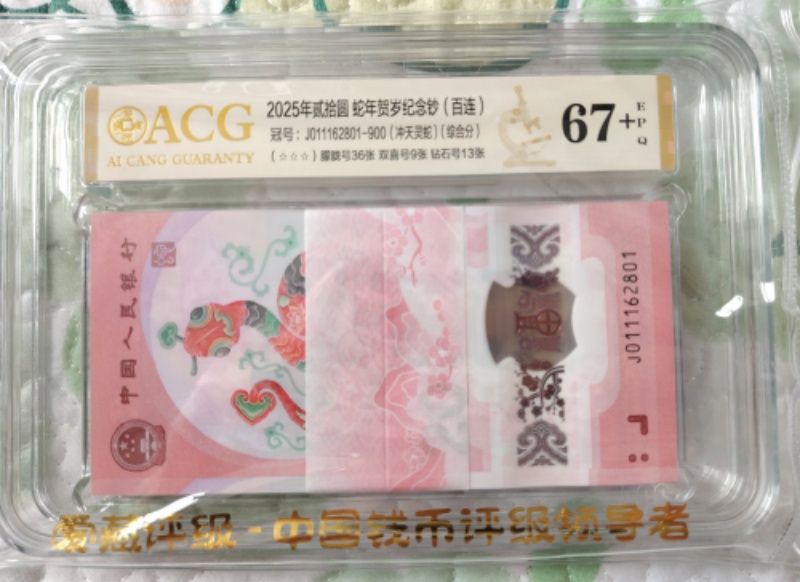 ACG
AI CANG GUARANTY
2025年贰拾圆 蛇年贺岁纪念钞（百连）
冠号：J011162801-900（冲天灵蛇）（综合分）
（☆☆☆）朦胧号36张 双喜号9张 钻石号13张
67+
EPQ
中国人民银行
J011162801
爱藏评级-中国钱币评级领导者